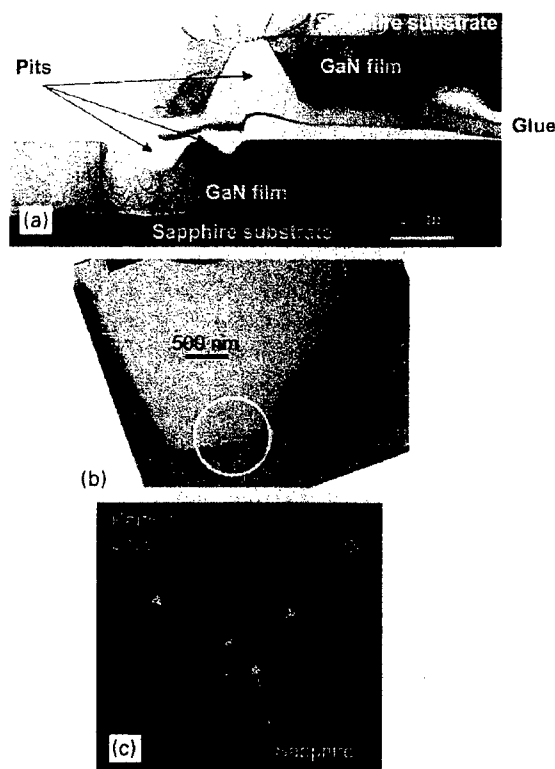 Sapphire substrate
Pits
GaN film
Glue
GaN film
(a)
Sapphire substrate
500 nm
(b)
(c)
Sapphire